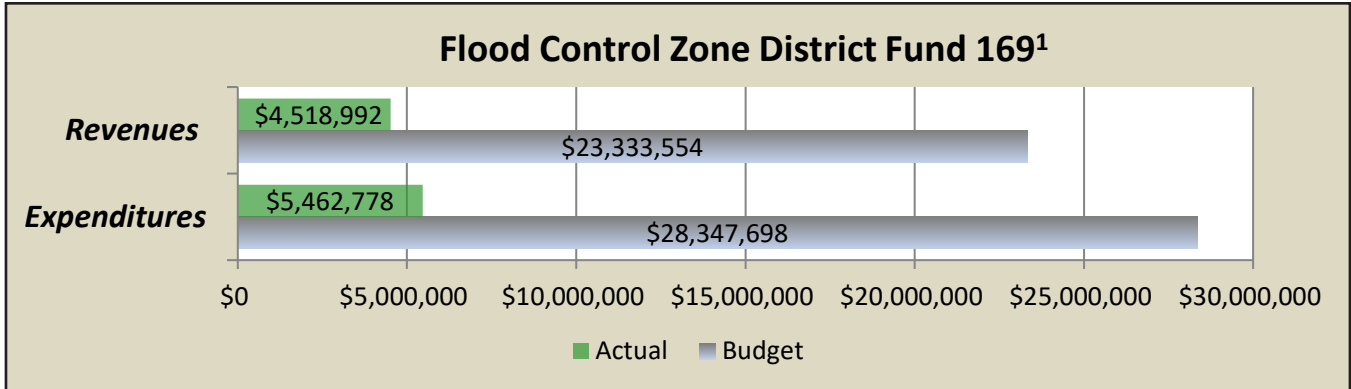 Flood Control Zone District Fund 169¹
Revenues
$4,518,992
$23,333,554
Expenditures
$5,462,778
$28,347,698
$0 $5,000,000 $10,000,000 $15,000,000 $20,000,000 $25,000,000 $30,000,000
Actual Budget